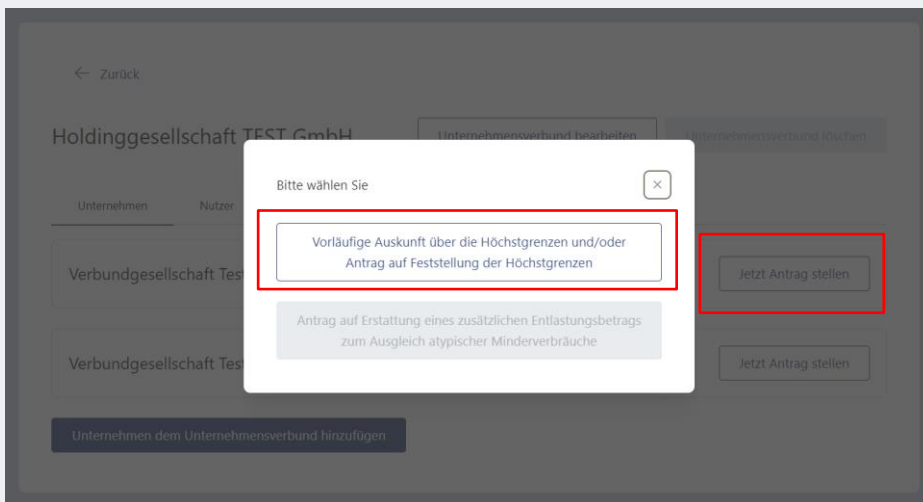 ← Zurück
Holdinggesellschaft TEST GmbH
Unternehmensverbund bearbeiten
Unternehmensverbund löschen
Bitte wählen Sie
×
Unternehmen
Nutzer
Vorläufige Auskunft über die Höchstgrenzen und/oder
Antrag auf Feststellung der Höchstgrenzen
Verbundgesellschaft Tes
Jetzt Antrag stellen
Antrag auf Erstattung eines zusätzlichen Entlastungsbetrags
zum Ausgleich atypischer Minderverbräuche
Verbundgesellschaft Tes
Jetzt Antrag stellen
Unternehmen dem Unternehmensverbund hinzufügen